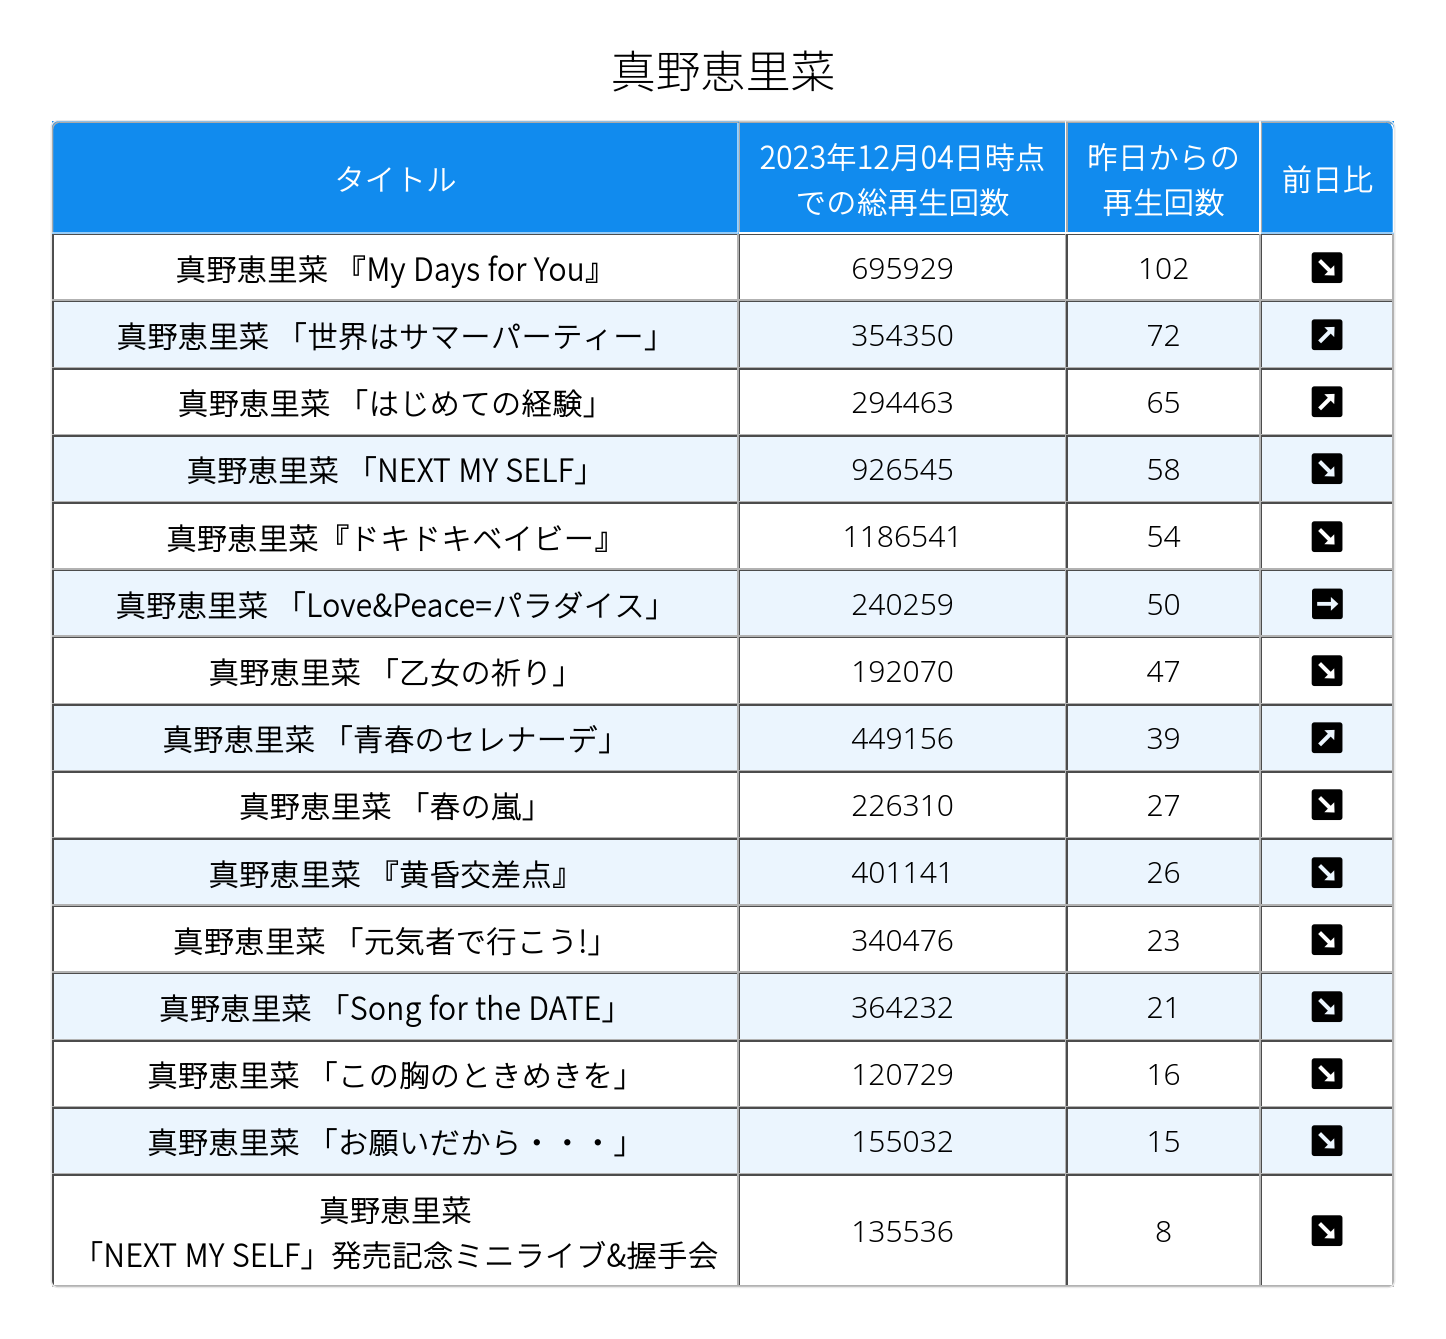 真野恵里菜
タイトル
2023年12月04日時点
での総再生回数
昨日からの
再生回数
前日比
真野恵里菜 『My Days for You』 695929 102 ↘
真野恵里菜 「世界はサマーパーティー」 354350 72 ↗
真野恵里菜 「はじめての経験」 294463 65 ↗
真野恵里菜 「NEXT MY SELF」 926545 58 ↘
真野恵里菜『ドキドキベイビー』 1186541 54 ↘
真野恵里菜 「Love&Peace=パラダイス」 240259 50 →
真野恵里菜 「乙女の祈り」 192070 47 ↘
真野恵里菜 「青春のセレナーデ」 449156 39 ↗
真野恵里菜 「春の嵐」 226310 27 ↘
真野恵里菜 『黄昏交差点』 401141 26 ↘
真野恵里菜 「元気者で行こう!」 340476 23 ↘
真野恵里菜 「Song for the DATE」 364232 21 ↘
真野恵里菜 「この胸のときめきを」 120729 16 ↘
真野恵里菜 「お願いだから・・・」 155032 15 ↘
真野恵里菜
「NEXT MY SELF」発売記念ミニライブ&握手会 135536 8 ↘